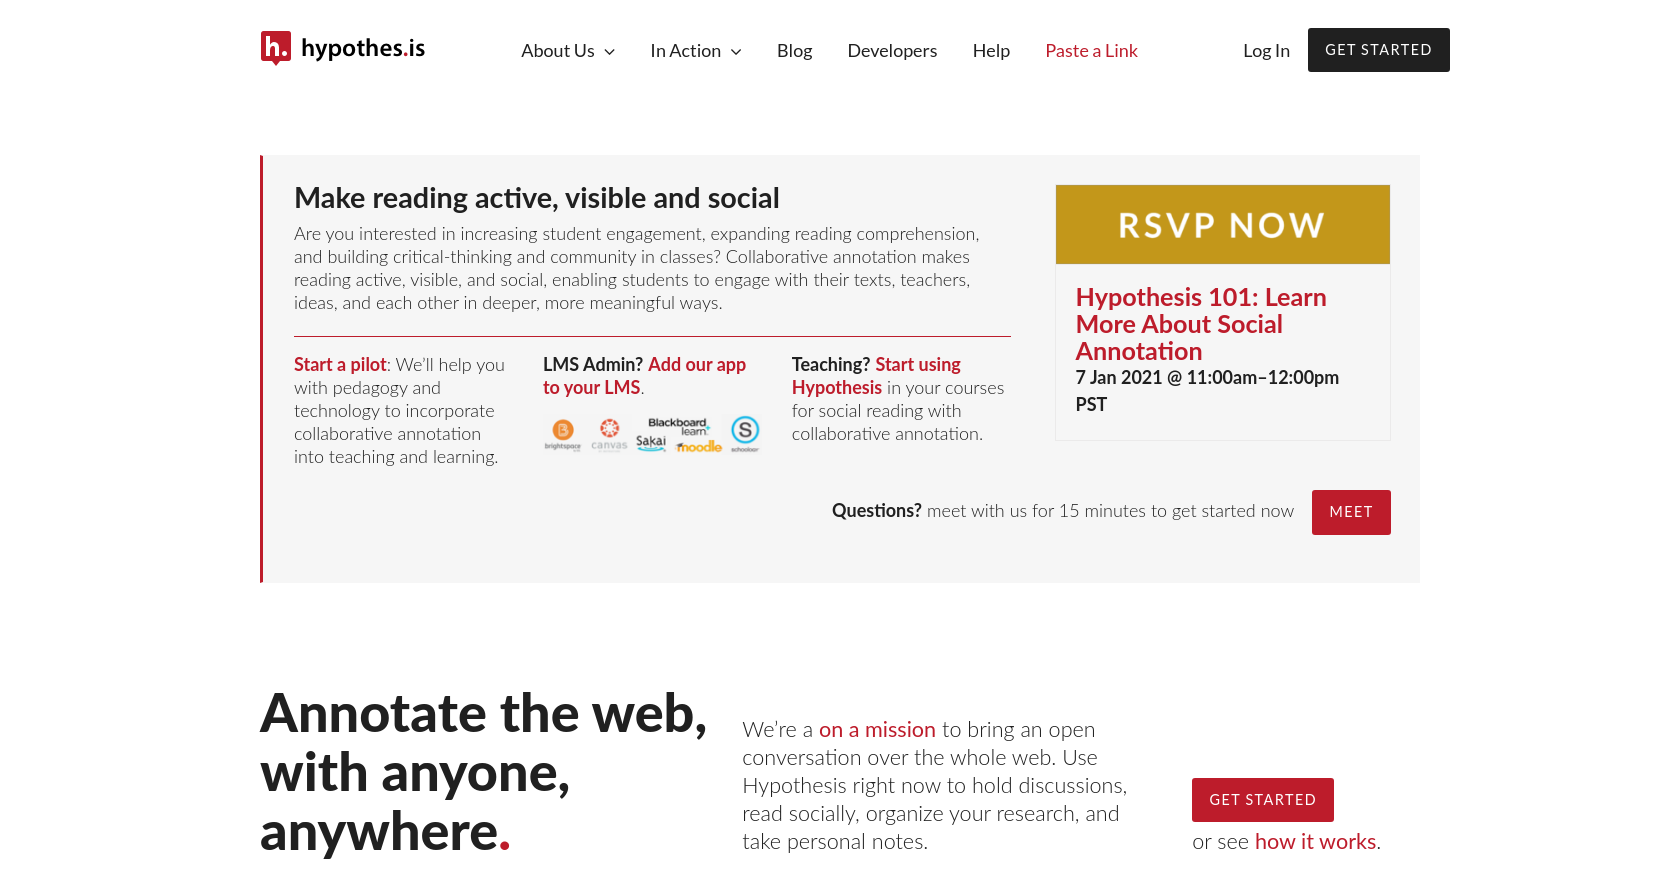 h. hypothes.is
About Us In Action Blog Developers Help Paste a Link Log In GET STARTED
Make reading active, visible and social
Are you interested in increasing student engagement, expanding reading comprehension,
and building critical-thinking and community in classes? Collaborative annotation makes
reading active, visible, and social, enabling students to engage with their texts, teachers,
ideas, and each other in deeper, more meaningful ways.
Start a pilot: We’ll help you
with pedagogy and
technology to incorporate
collaborative annotation
into teaching and learning.
LMS Admin? Add our app
to your LMS.
brightspace
canvas
Sakai
Blackboard
learn
moodle
S
schoology
Teaching? Start using
Hypothesis in your courses
for social reading with
collaborative annotation.
RSVP NOW
Hypothesis 101: Learn
More About Social
Annotation
7 Jan 2021 @ 11:00am–12:00pm
PST
Questions? meet with us for 15 minutes to get started now MEET
Annotate the web,
with anyone,
anywhere.
We’re a on a mission to bring an open
conversation over the whole web. Use
Hypothesis right now to hold discussions,
read socially, organize your research, and
take personal notes.
GET STARTED
or see how it works.